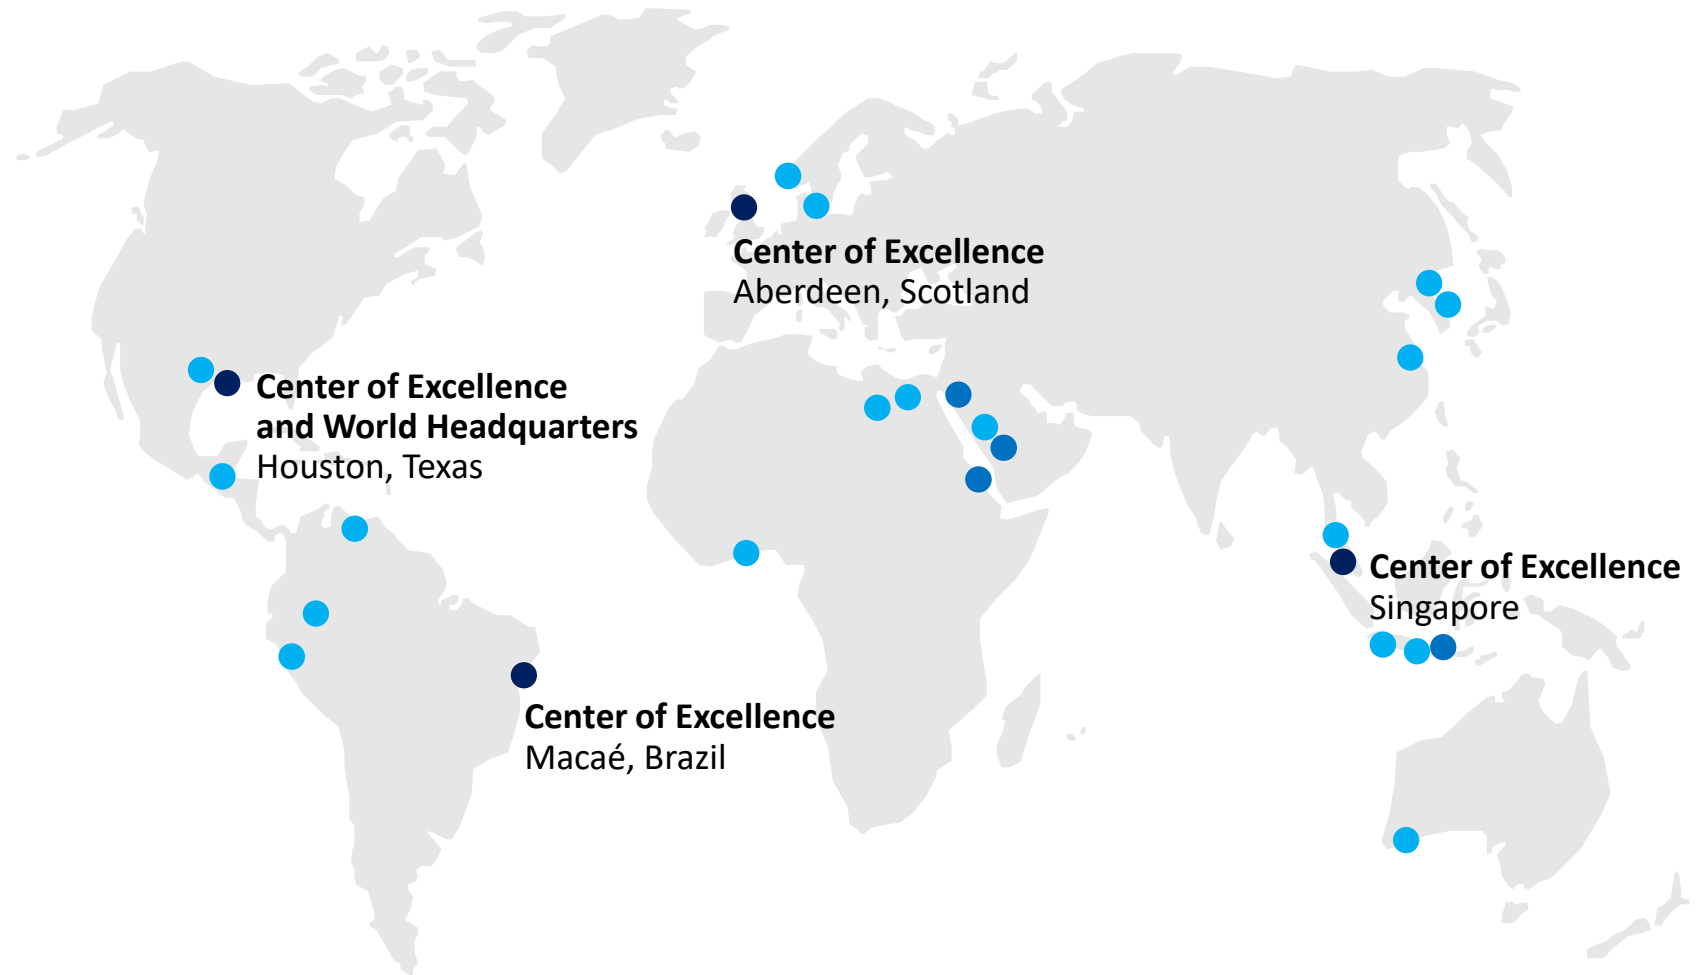 Center of Excellence
Aberdeen, Scotland
Center of Excellence
and World Headquarters
Houston, Texas
Center of Excellence
Singapore
Center of Excellence
Macaé, Brazil